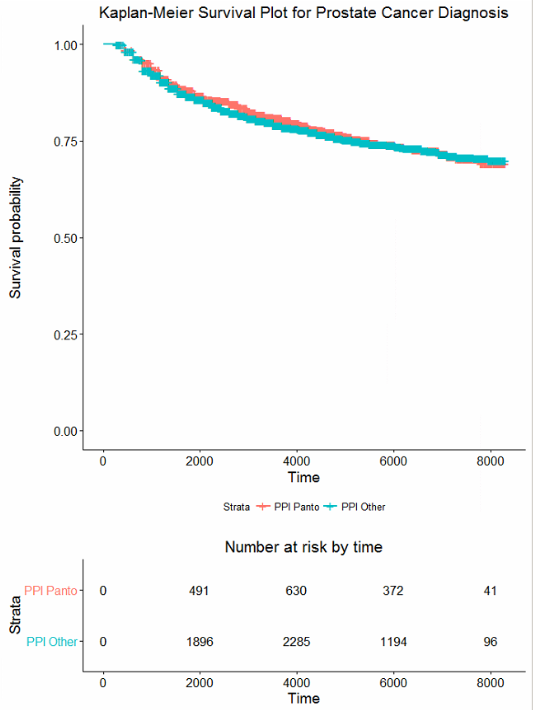 Kaplan-Meier Survival Plot for Prostate Cancer Diagnosis
1.00
0.75
0.50
0.25
0.00
Survival probability
0 2000 4000 6000 8000
Time
Strata PPI Panto PPI Other
Number at risk by time
Strata
PPI Panto 0 491 630 372 41
PPI Other 0 1896 2285 1194 96
0 2000 4000 6000 8000
Time